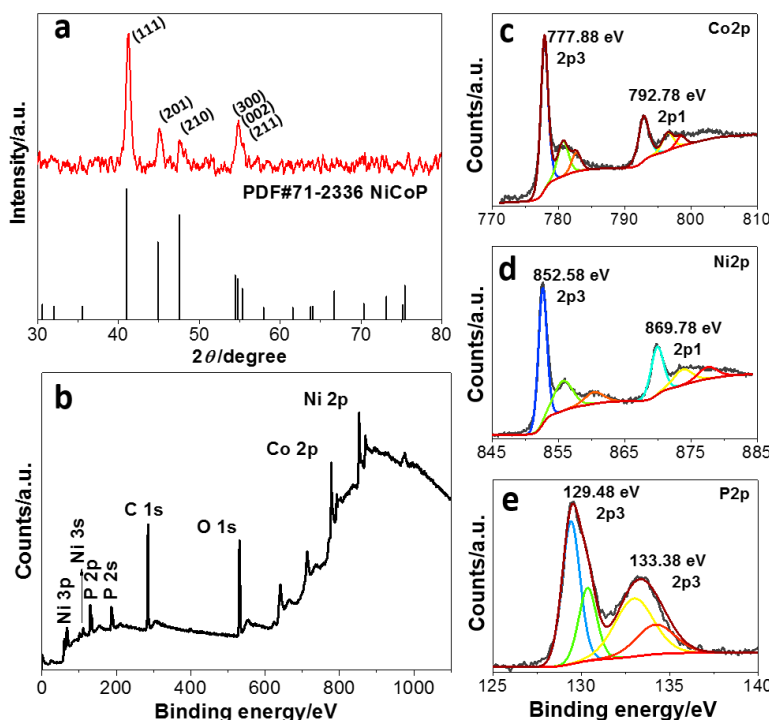 a
(111)
(201)
(210)
(300)
(002)
(211)
PDF#71-2336 NiCoP
Intensity/a.u.
30 40 50 60 70 80
2θ/degree
b
Ni 3p
Ni 3s
P 2p
P 2s
C 1s
O 1s
Co 2p
Ni 2p
Counts/a.u.
0 200 400 600 800 1000
Binding energy/eV
c
Co2p
777.88 eV
2p3
792.78 eV
2p1
Counts/a.u.
770 780 790 800 810
d
Ni2p
852.58 eV
2p3
869.78 eV
2p1
Counts/a.u.
845 855 865 875 885
e
P2p
129.48 eV
2p3
133.38 eV
2p3
Counts/a.u.
125 130 135 140
Binding energy/eV